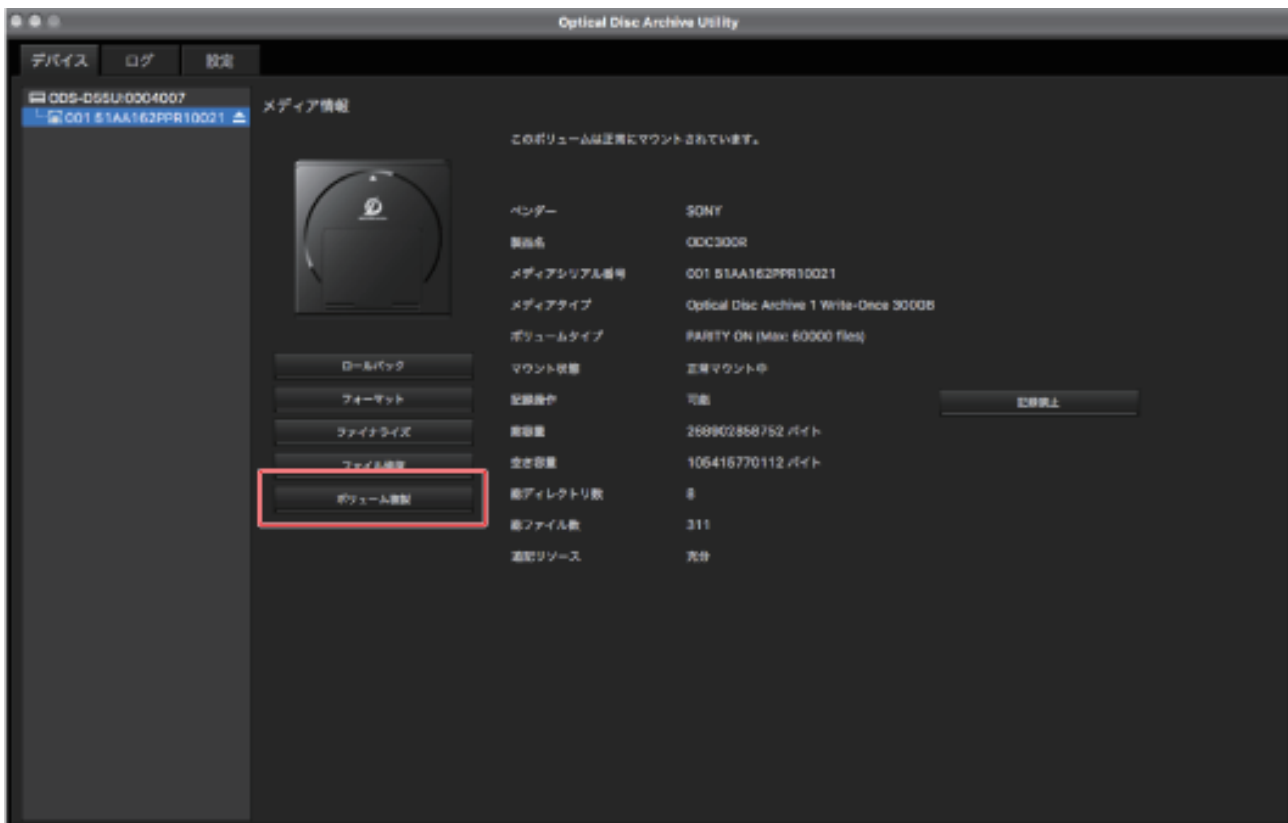 Optical Disc Archive Utility
デバイス ログ 設定
ODS-D55U:0004007
001 51AA162PPR10021
メディア情報
このボリュームは正常にマウントされています。
ベンダー SONY
製品名 ODC300R
メディアシリアル番号 001 51AA162PPR10021
メディアタイプ Optical Disc Archive 1 Write-Once 300GB
ボリュームタイプ PARITY ON (Max: 60000 files)
ロールバック マウント状態 正常マウント中
フォーマット 記録操作 可能 記録禁止
ファイナライズ 総容量 268902858752 バイト
ファイル復旧 空き容量 105415770112 バイト
ボリューム複製 総ディレクトリ数 8
総ファイル数 311
追記リソース 充分